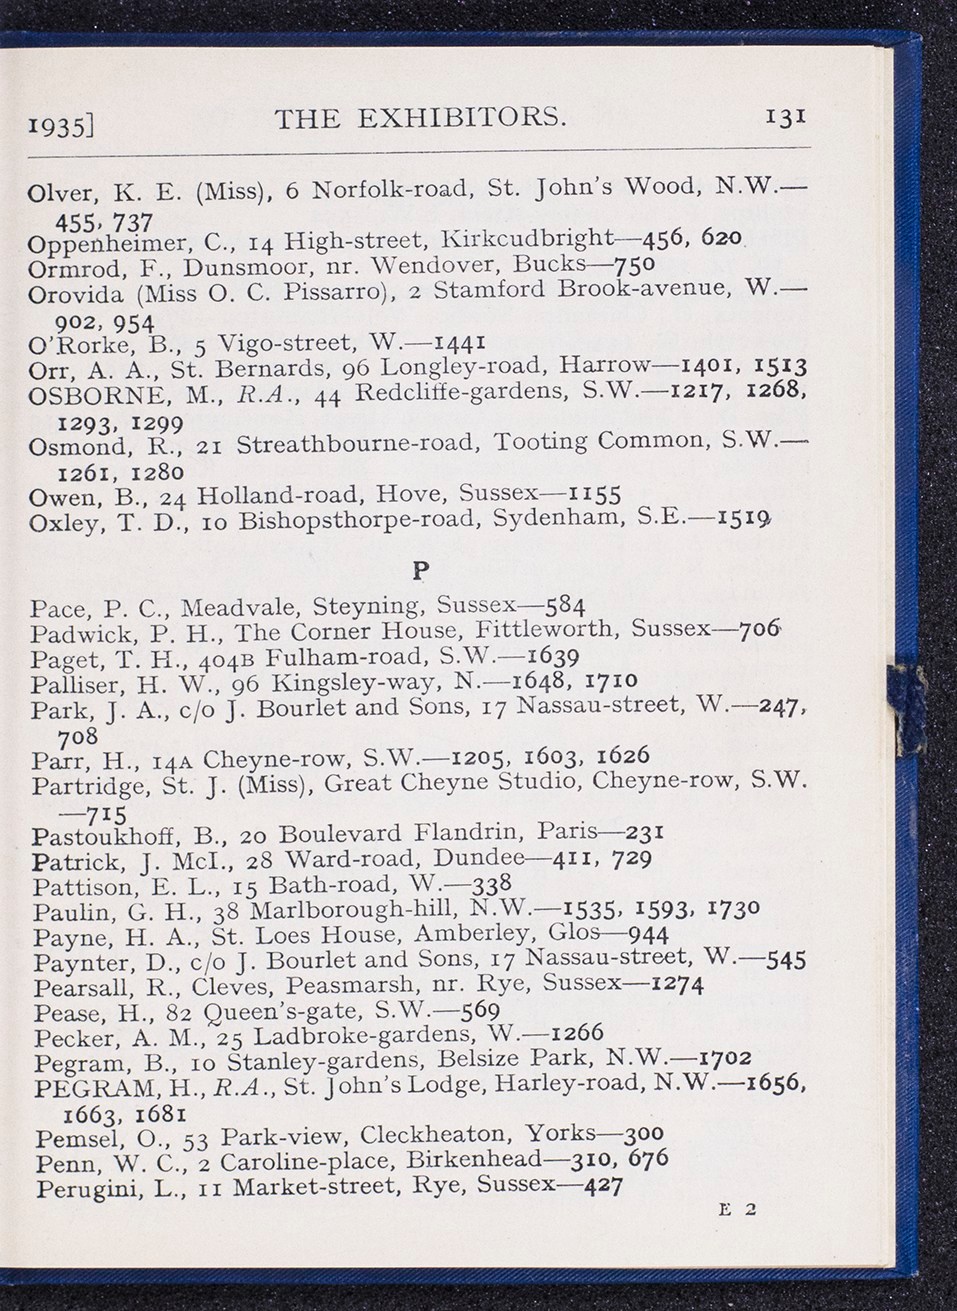 1935] THE EXHIBITORS. 131
Olver, K. E. (Miss), 6 Norfolk-road, St. John's Wood, N.W.—
455, 737
Oppenheimer, C., 14 High-street, Kirkcudbright—456, 620
Ormrod, F., Dunsmoor, nr. Wendover, Bucks—750
Orovida (Miss O. C. Pissarro), 2 Stamford Brook-avenue, W.—
902, 954
O'Rorke, B., 5 Vigo-street, W.—1441
Orr, A. A., St. Bernards, 96 Longley-road, Harrow—1401, 1513
OSBORNE, M., R.A., 44 Redcliffe-gardens, S.W.—1217, 1268,
1293, 1299
Osmond, R., 21 Streathbourne-road, Tooting Common, S.W.—
1261, 1280
Owen, B., 24 Holland-road, Hove, Sussex—1155
Oxley, T. D., 10 Bishopsthorpe-road, Sydenham, S.E.—1519
P
Pace, P. C., Meadvale, Steyning, Sussex—584
Padwick, P. H., The Corner House, Fittleworth, Sussex—706
Paget, T. H., 404B Fulham-road, S.W.—1639
Palliser, H. W., 96 Kingsley-way, N.—1648, 1710
Park, J. A., c/o J. Bourlet and Sons, 17 Nassau-street, W.—247,
708
Parr, H., 14A Cheyne-row, S.W.—1205, 1603, 1626
Partridge, St. J. (Miss), Great Cheyne Studio, Cheyne-row, S.W.
—715
Pastoukhoff, B., 20 Boulevard Flandrin, Paris—231
Patrick, J. McI., 28 Ward-road, Dundee—411, 729
Pattison, E. L., 15 Bath-road, W.—338
Paulin, G. H., 38 Marlborough-hill, N.W.—1535, 1593, 1730
Payne, H. A., St. Loes House, Amberley, Glos—944
Paynter, D., c/o J. Bourlet and Sons, 17 Nassau-street, W.—545
Pearsall, R., Cleves, Peasmarsh, nr. Rye, Sussex—1274
Pease, H., 82 Queen's-gate, S.W.—569
Pecker, A. M., 25 Ladbroke-gardens, W.—1266
Pegram, B., 10 Stanley-gardens, Belsize Park, N.W.—1702
PEGRAM, H., R.A., St. John's Lodge, Harley-road, N.W.—1656,
1663, 1681
Pemsel, O., 53 Park-view, Cleckheaton, Yorks—300
Penn, W. C., 2 Caroline-place, Birkenhead—310, 676
Perugini, L., 11 Market-street, Rye, Sussex—427
E 2